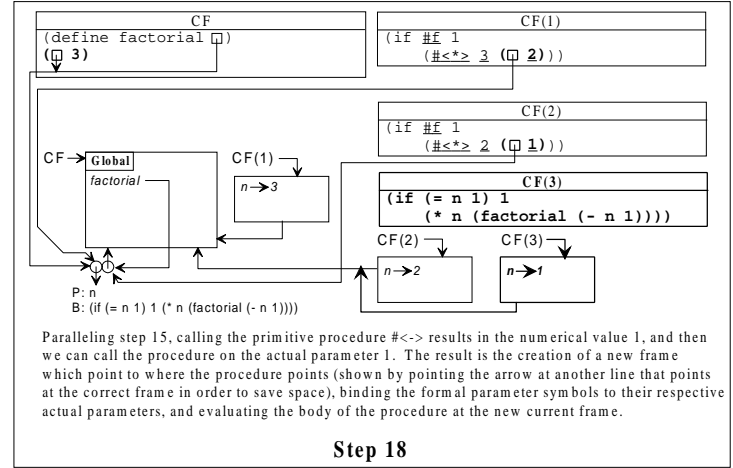 CF
(define factorial □)
(□ 3)
CF(1)
(if #f 1
(#<*> 3 (□ 2)))
CF(2)
(if #f 1
(#<*> 2 (□ 1)))
CF(3)
(if (= n 1) 1
(* n (factorial (- n 1))))
CF
Global
factorial
CF(1)
n→3
CF(2)
n→2
CF(3)
n→1
P: n
B: (if (= n 1) 1 (* n (factorial (- n 1))))
Paralleling step 15, calling the primitive procedure #<-> results in the numerical value 1, and then
we can call the procedure on the actual parameter 1. The result is the creation of a new frame
which point to where the procedure points (shown by pointing the arrow at another line that points
at the correct frame in order to save space), binding the formal parameter symbols to their respective
actual parameters, and evaluating the body of the procedure at the new current frame.
Step 18